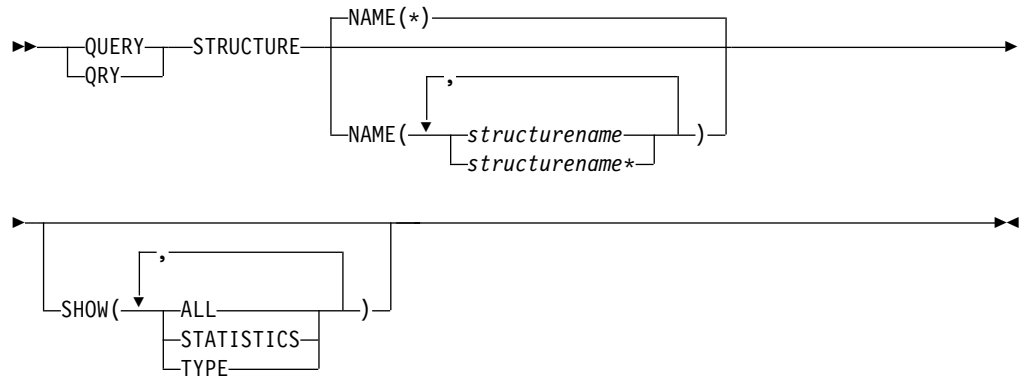 NAME(*)
QUERY STRUCTURE
QRY
,
NAME( structurename )
structurename*
,
SHOW( ALL )
STATISTICS
TYPE